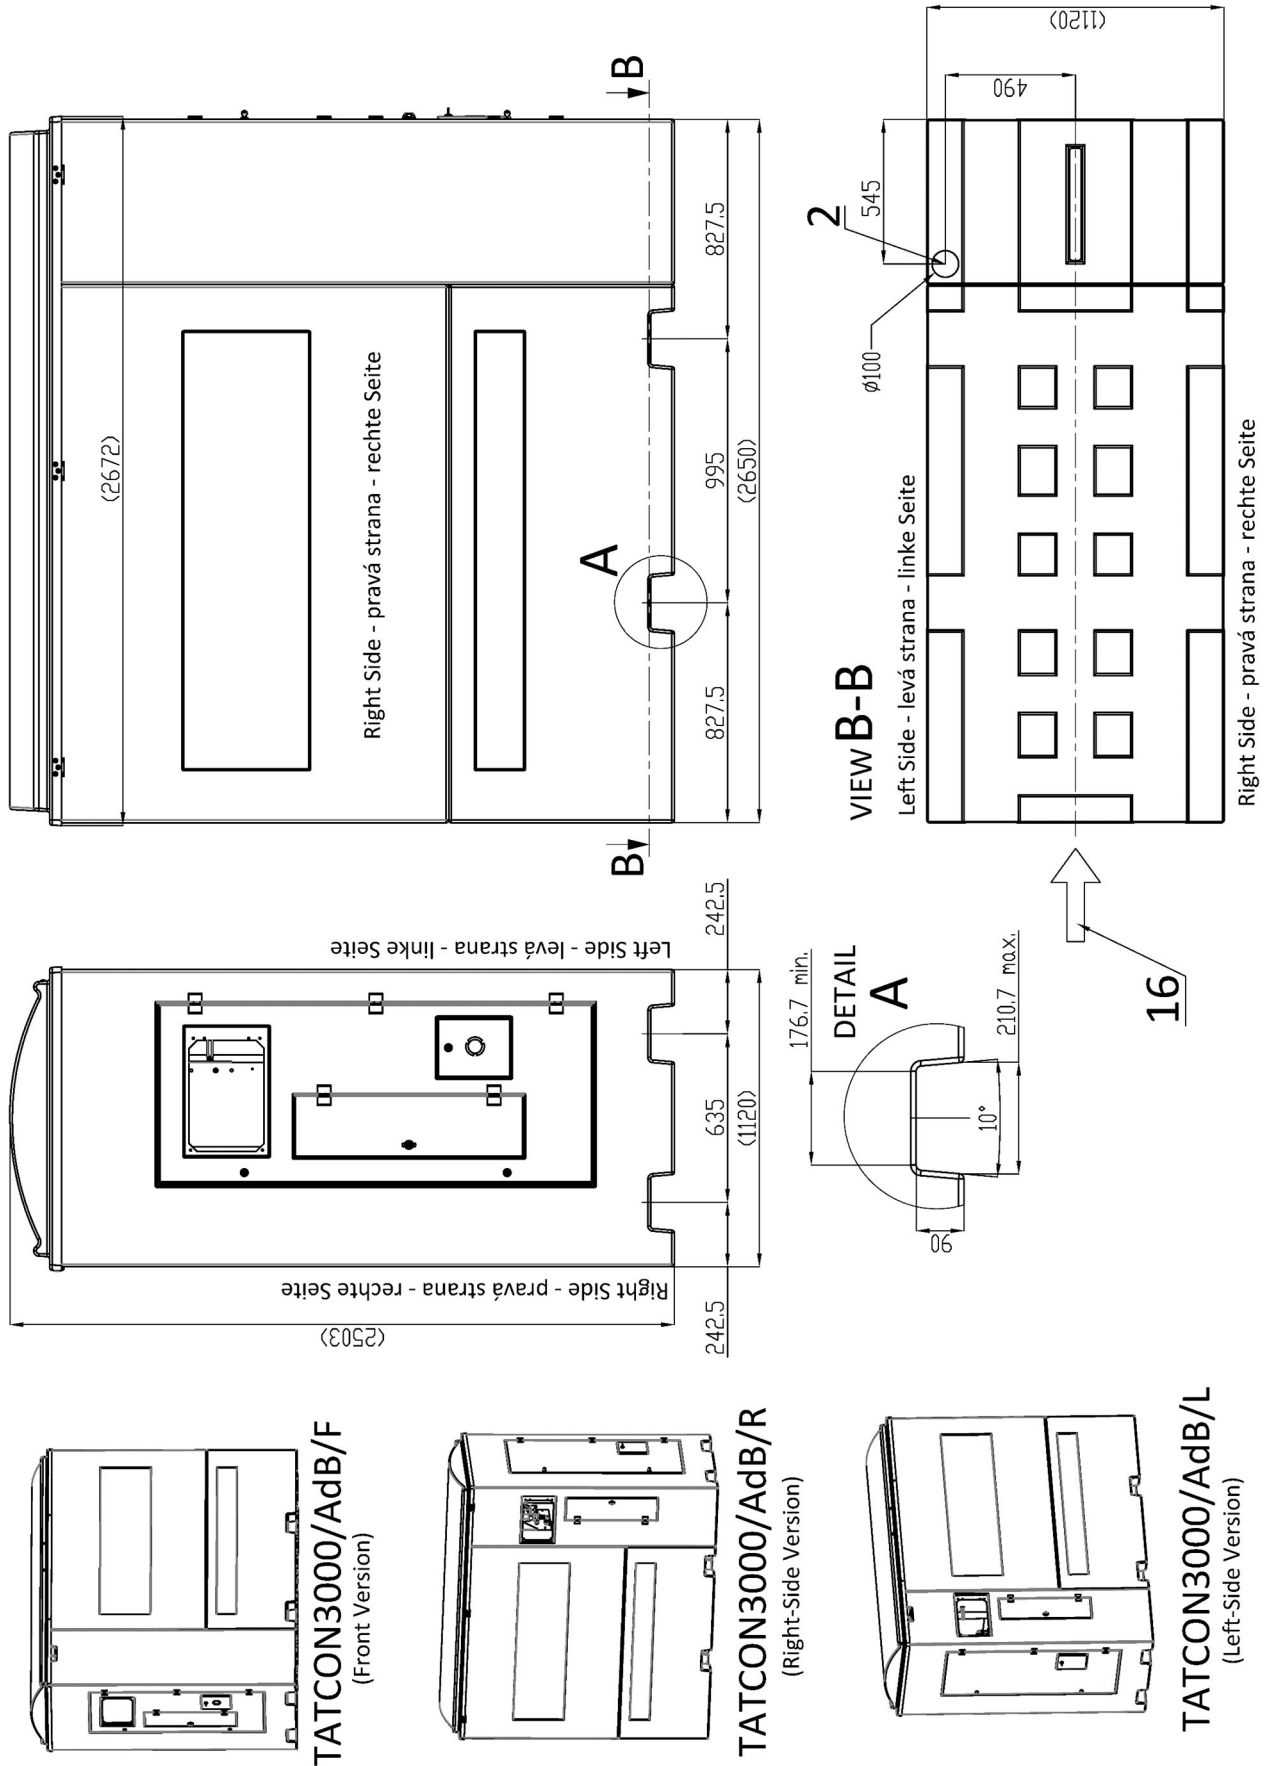 (2672)
Right Side - pravá strana - rechte Seite
A
B
B
827.5
995
827.5
(2650)
(2503)
Right Side - pravá strana - rechte Seite
Left Side - levá strana - linke Seite
242.5
635
242.5
(1120)
TATCON3000/AdB/F
(Front Version)
TATCON3000/AdB/R
(Right-Side Version)
TATCON3000/AdB/L
(Left-Side Version)
DETAIL
A
176.7 min.
210.7 max.
10°
90
16
VIEW B-B
Left Side - levá strana - linke Seite
Ø100
2
545
490
(1120)
Right Side - pravá strana - rechte Seite